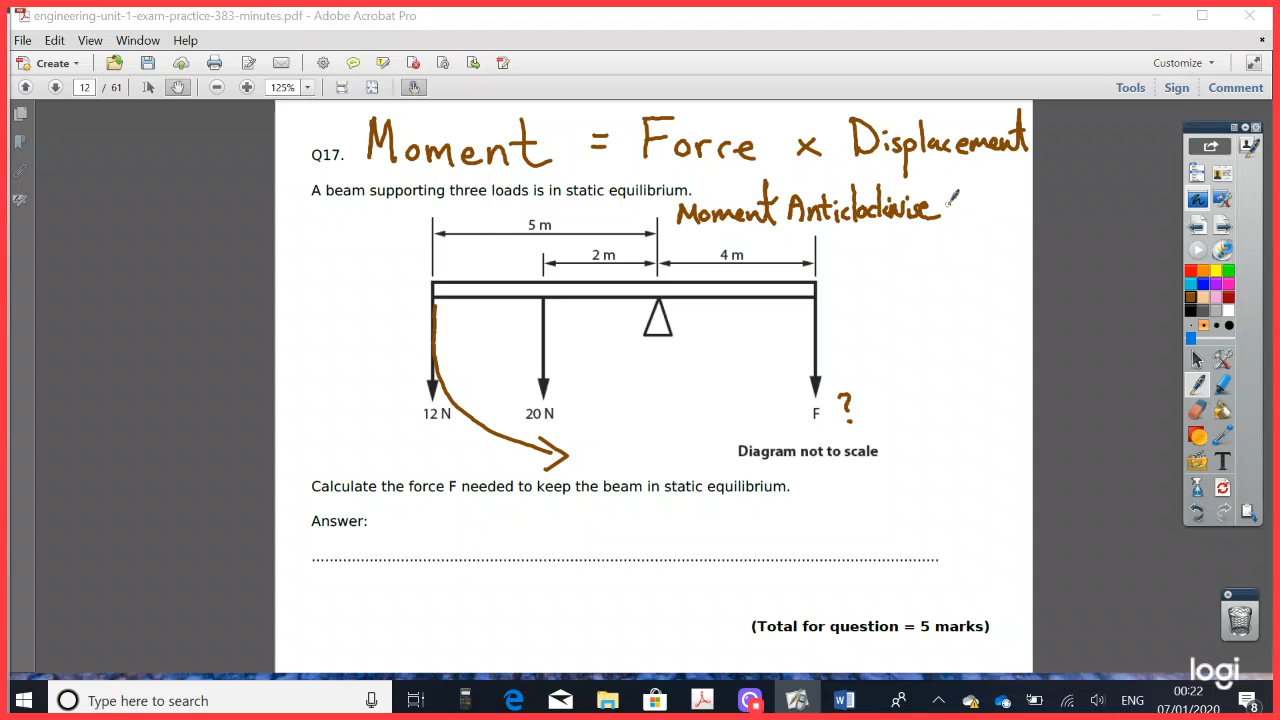 engineering-unit-1-exam-practice-383-minutes.pdf - Adobe Acrobat Pro
File Edit View Window Help
Create Customize
12 / 61 125% Tools Sign Comment
Q17. Moment = Force x Displacement
A beam supporting three loads is in static equilibrium.
Moment Anticlockwise
5 m
2 m 4 m
12 N 20 N F ?
Diagram not to scale
Calculate the force F needed to keep the beam in static equilibrium.
Answer:
(Total for question = 5 marks)
logi
Type here to search ENG 00:22
07/01/2020 8